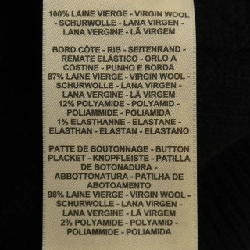 100% LAINE VIERGE - VIRGIN WOOL
- SCHURWOLLE - LANA VIRGEN -
LANA VERGINE - LÃ VIRGEM
BORD CÔTE - RIB - SEITENRAND -
REMATE ELÁSTICO - ORLO A
COSTINE - PUNHO E BORDA
87% LAINE VIERGE - VIRGIN WOOL
- SCHURWOLLE - LANA VIRGEN -
LANA VERGINE - LÃ VIRGEM
12% POLYAMIDE - POLYAMID -
POLIAMIDA - POLIAMMIDE -
POLIAMIDA
1% ELASTHANNE - ELASTANE -
ELASTHAN - ELASTAN - ELASTANO
PATTE DE BOUTONNAGE - BUTTON
PLACKET - KNOPFLEISTE - PATILLA
DE BOTONADURA -
ABBOTTONATURA - PATILHA DE
ABOTOAMENTO
98% LAINE VIERGE - VIRGIN WOOL
- SCHURWOLLE - LANA VIRGEN -
LANA VERGINE - LÃ VIRGEM
2% POLYAMIDE - POLYAMID -
POLIAMIDA - POLIAMMIDE -
POLIAMIDA